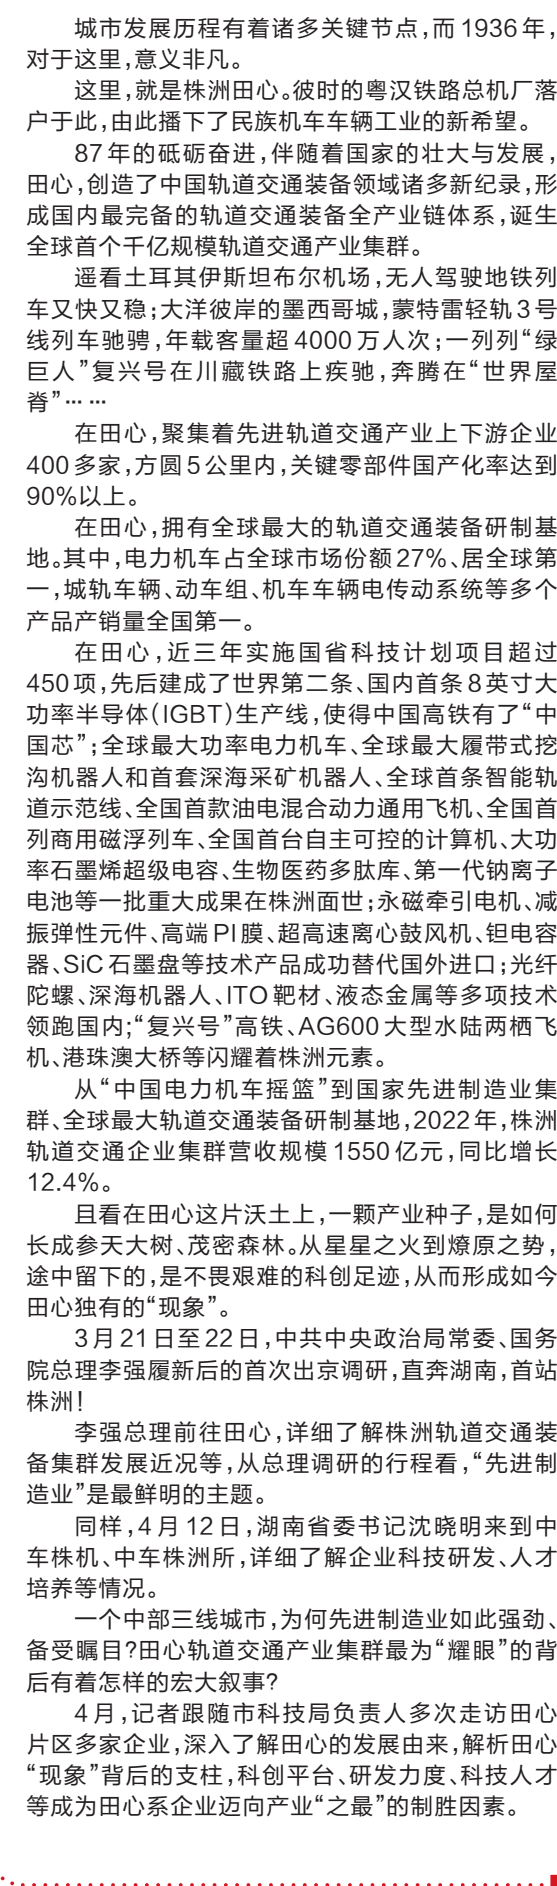 城市发展历程有着诸多关键节点，而1936年，
对于这里，意义非凡。
这里，就是株洲田心。彼时的粤汉铁路总机厂落
户于此，由此播下了民族机车车辆工业的新希望。
87年的砥砺奋进，伴随着国家的壮大与发展，
田心，创造了中国轨道交通装备领域诸多新纪录，形
成国内最完备的轨道交通装备全产业链体系，诞生
全球首个千亿规模轨道交通产业集群。
遥看土耳其伊斯坦布尔机场，无人驾驶地铁列
车又快又稳；大洋彼岸的墨西哥城，蒙特雷轻轨3号
线列车驰骋，年载客量超4000万人次；一列列“绿
巨人”复兴号在川藏铁路上疾驰，奔腾在“世界屋
脊”……
在田心，聚集着先进轨道交通产业上下游企业
400多家，方圆5公里内，关键零部件国产化率达到
90%以上。
在田心，拥有全球最大的轨道交通装备研制基
地。其中，电力机车占全球市场份额27%、居全球第
一，城轨车辆、动车组、机车车辆电传动系统等多个
产品产销量全国第一。
在田心，近三年实施国省科技计划项目超过
450项，先后建成了世界第二条、国内首条8英寸大
功率半导体（IGBT）生产线，使得中国高铁有了“中
国芯”；全球最大功率电力机车、全球最大履带式挖
沟机器人和首套深海采矿机器人、全球首条智能轨
道示范线、全国首款油电混合动力通用飞机、全国首
列商用磁浮列车、全国首台自主可控的计算机、大功
率石墨烯超级电容、生物医药多肽库、第一代钠离子
电池等一批重大成果在株洲面世；永磁牵引电机、减
振弹性元件、高端PI膜、超高速离心鼓风机、钽电容
器、SiC石墨盘等技术产品成功替代国外进口；光纤
陀螺、深海机器人、ITO靶材、液态金属等多项技术
领跑国内；“复兴号”高铁、AG600大型水陆两栖飞
机、港珠澳大桥等闪耀着株洲元素。
从“中国电力机车摇篮”到国家先进制造业集
群、全球最大轨道交通装备研制基地，2022年，株洲
轨道交通企业集群营收规模1550亿元，同比增长
12.4%。
且看在田心这片沃土上，一颗产业种子，是如何
长成参天大树、茂密森林。从星星之火到燎原之势，
途中留下的，是不畏艰难的科创足迹，从而形成如今
田心独有的“现象”。
3月21日至22日，中共中央政治局常委、国务
院总理李强履新后的首次出京调研，直奔湖南，首站
株洲！
李强总理前往田心，详细了解株洲轨道交通装
备集群发展近况等，从总理调研的行程看，“先进制
造业”是最鲜明的主题。
同样，4月12日，湖南省委书记沈晓明来到中
车株机、中车株洲所，详细了解企业科技研发、人才
培养等情况。
一个中部三线城市，为何先进制造业如此强劲、
备受瞩目?田心轨道交通产业集群最为“耀眼”的背
后有着怎样的宏大叙事?
4月，记者跟随市科技局负责人多次走访田心
片区多家企业，深入了解田心的发展由来，解析田心
“现象”背后的支柱，科创平台、研发力度、科技人才
等成为田心系企业迈向产业“之最”的制胜因素。